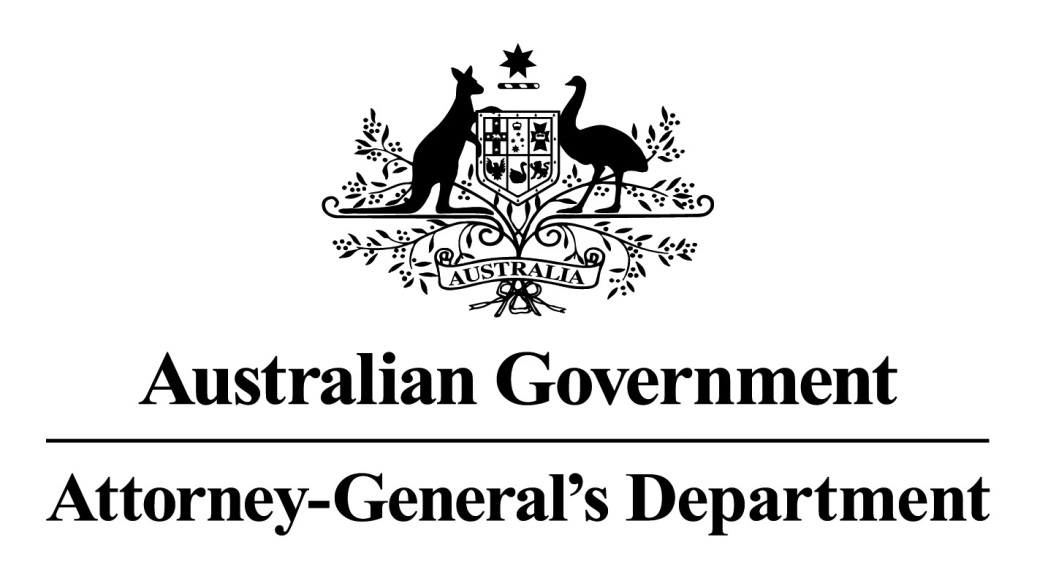 AUSTRALIA
Australian Government
Attorney-General’s Department